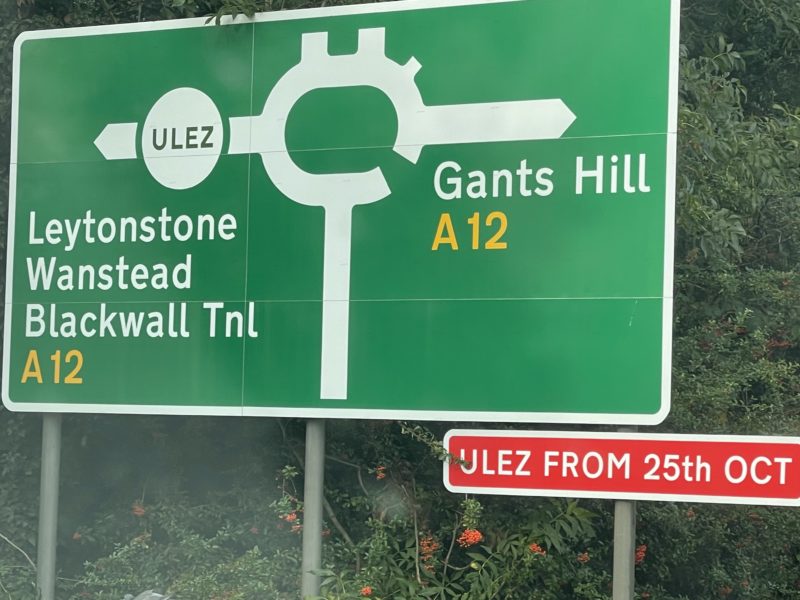 ULEZ
Leytonstone
Wanstead
Blackwall Tnl
A12
Gants Hill
A12
ULEZ FROM 25th OCT